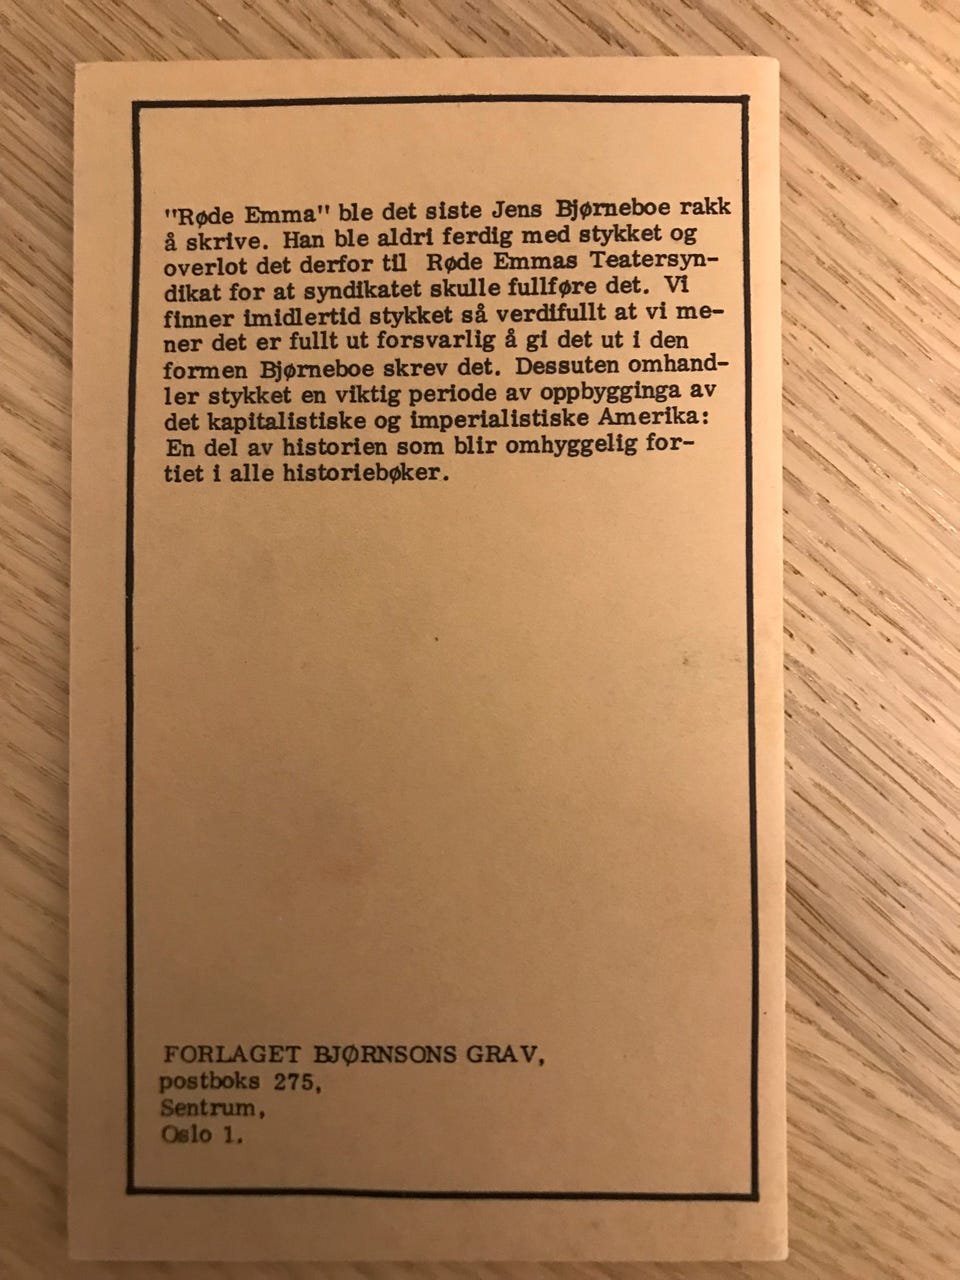 "Røde Emma" ble det siste Jens Bjørneboe rakk
å skrive. Han ble aldri ferdig med stykket og
overlot det derfor til Røde Emmas Teatersyn-
dikat for at syndikatet skulle fullføre det. Vi
finner imidlertid stykket så verdifullt at vi me-
ner det er fullt ut forsvarlig å gi det ut i den
formen Bjørneboe skrev det. Dessuten omhand-
ler stykket en viktig periode av oppbygginga av
det kapitalistiske og imperialistiske Amerika:
En del av historien som blir omhyggelig for-
tiet i alle historiebøker.
FORLAGET BJØRNSONS GRAV,
postboks 275,
Sentrum,
Oslo 1.